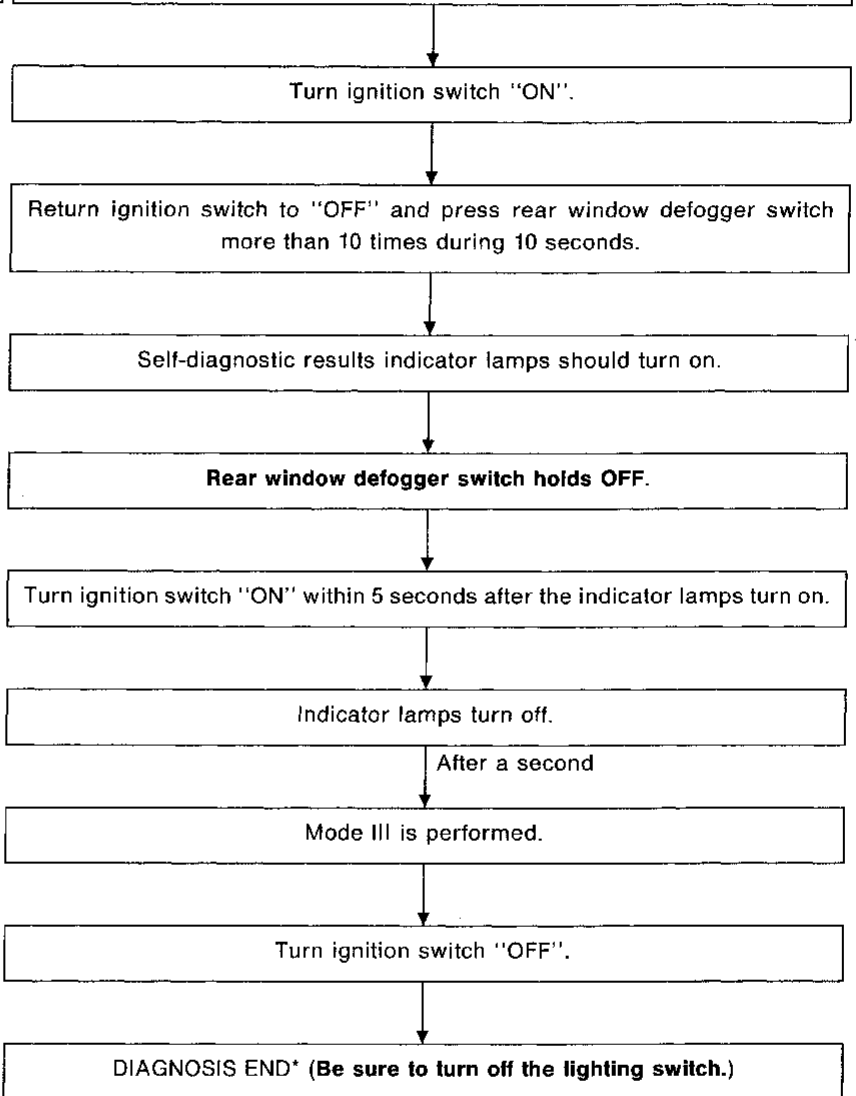 Turn ignition switch "ON".
Return ignition switch to "OFF" and press rear window defogger switch
more than 10 times during 10 seconds.
Self-diagnostic results indicator lamps should turn on.
Rear window defogger switch holds OFF.
Turn ignition switch "ON" within 5 seconds after the indicator lamps turn on.
Indicator lamps turn off.
After a second
Mode III is performed.
Turn ignition switch "OFF".
DIAGNOSIS END* (Be sure to turn off the lighting switch.)